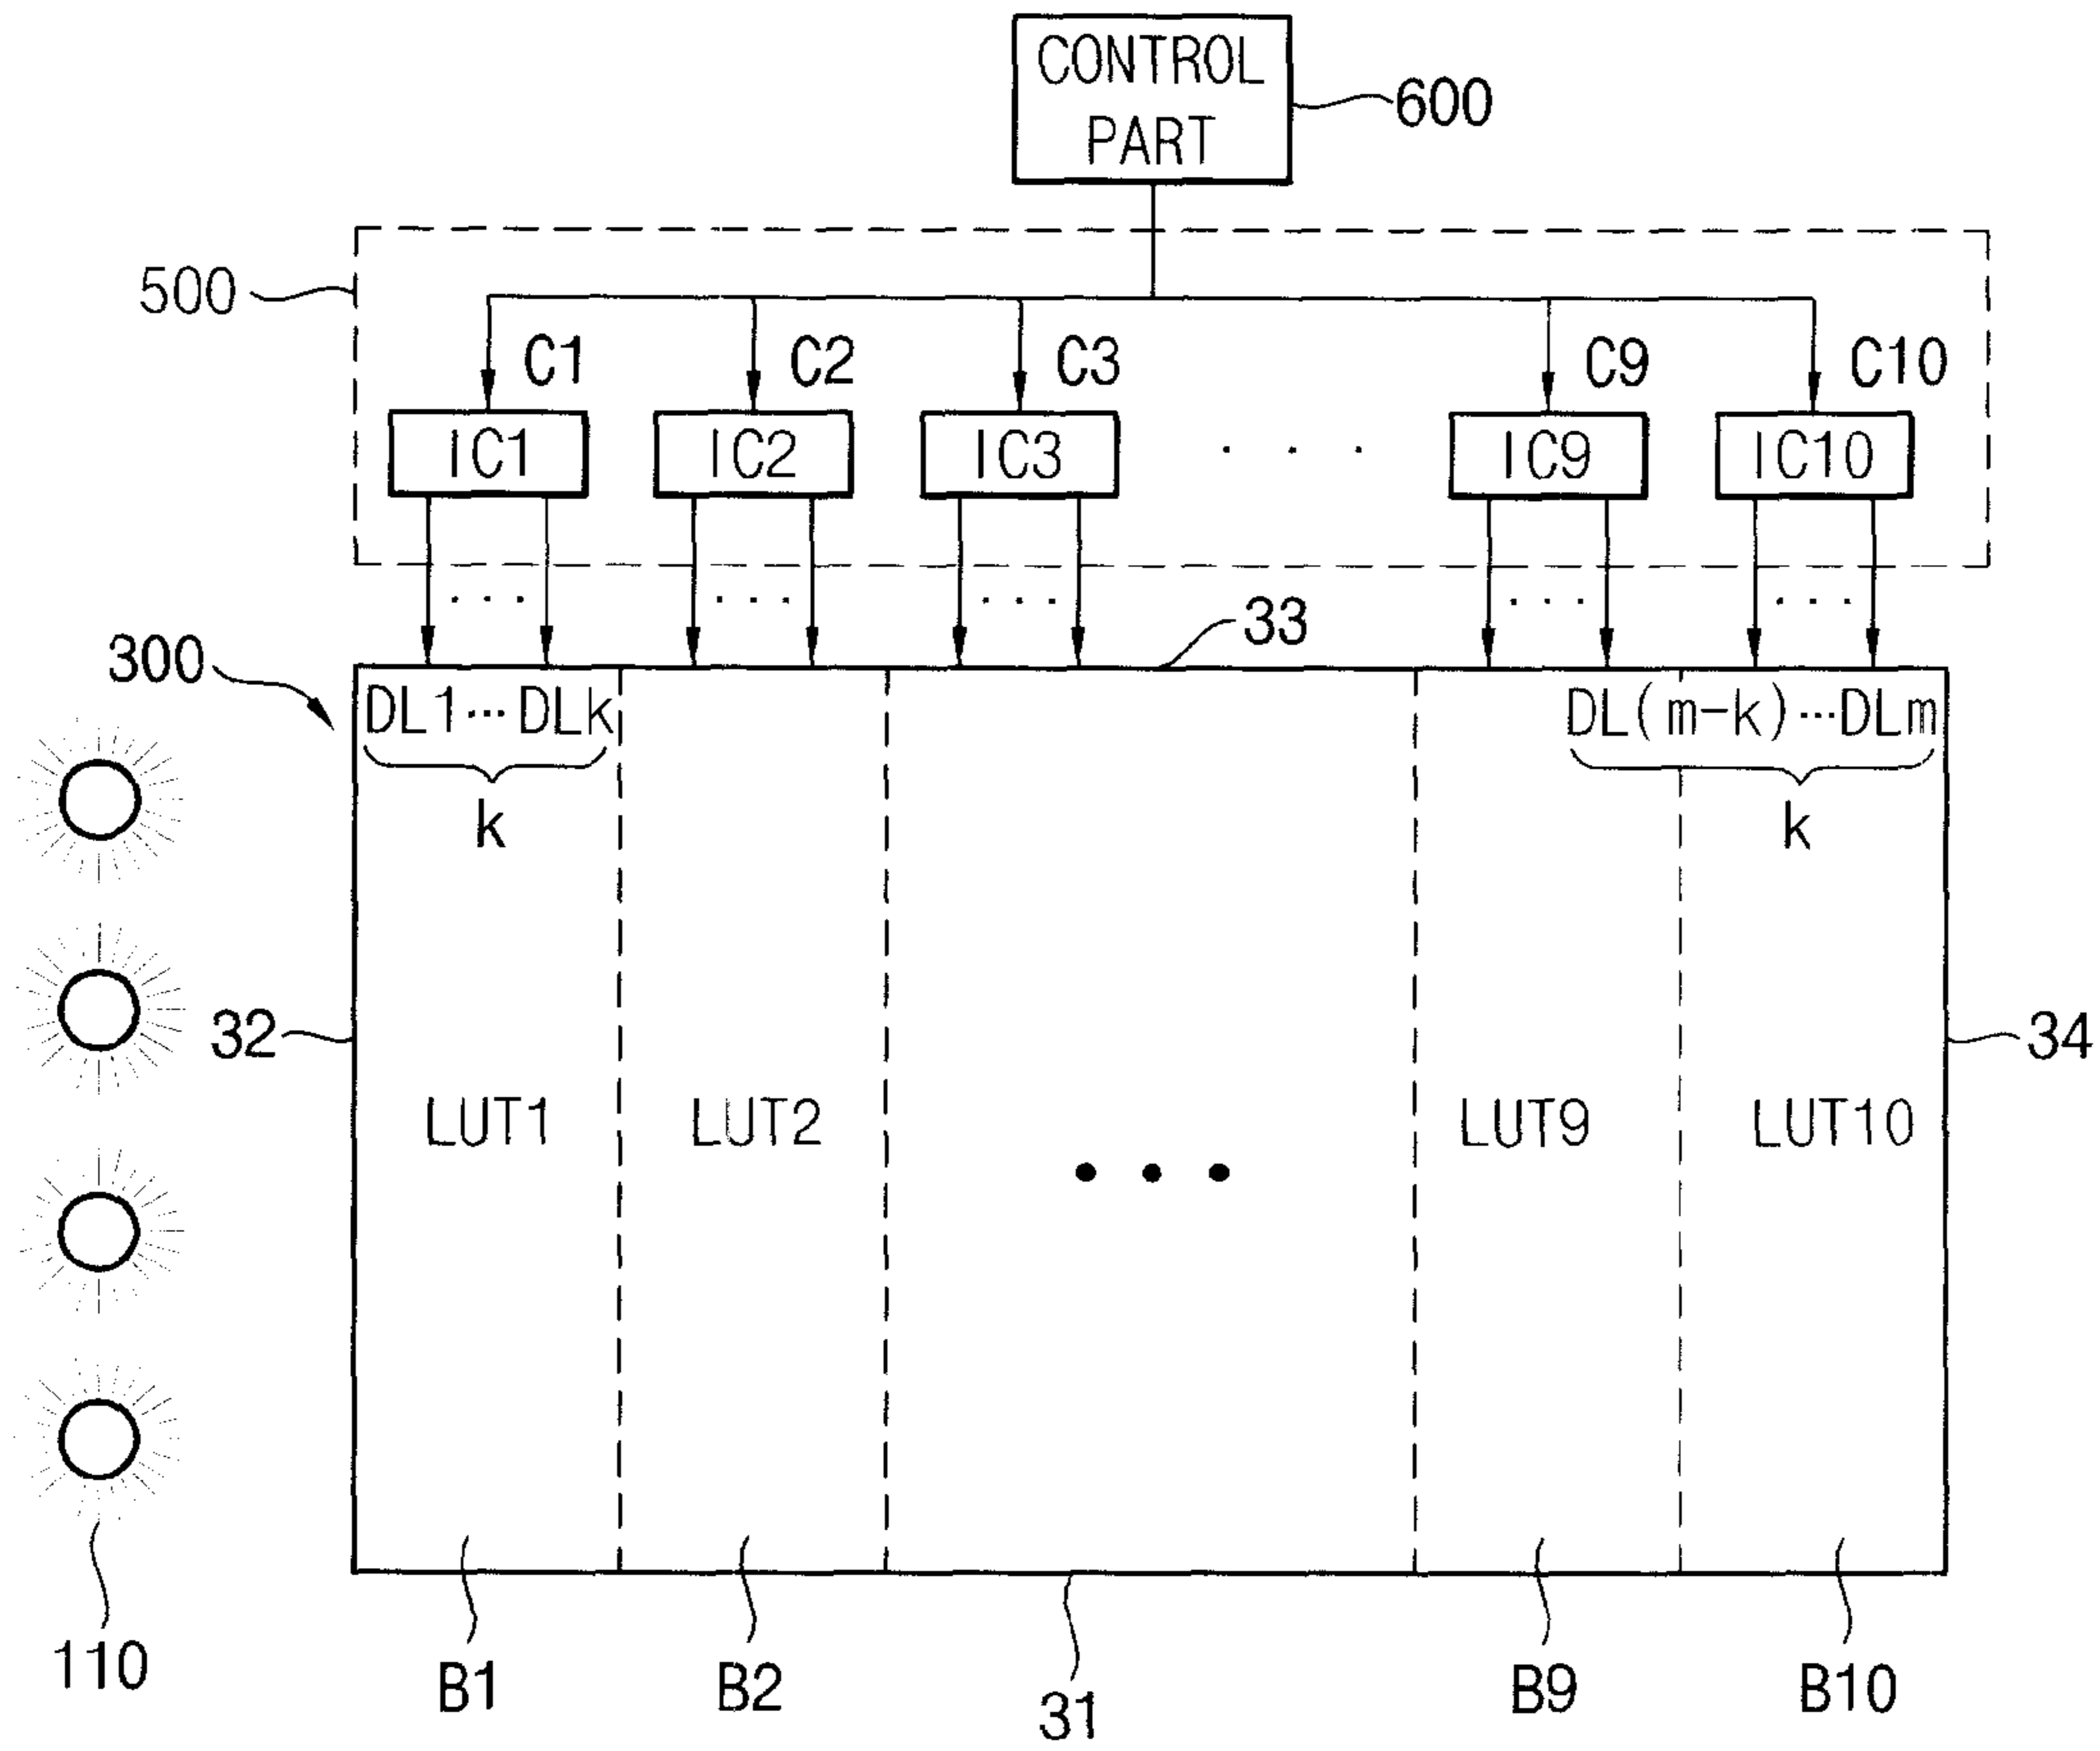 CONTROL
PART
600
500
C1 C2 C3 C9 C10
IC1 IC2 IC3 . . . IC9 IC10
... ... ... ... ...
33
300
DL1...DLk DL(m-k)...DLm
k k
32 34
LUT1 LUT2 ... LUT9 LUT10
110 B1 B2 31 B9 B10